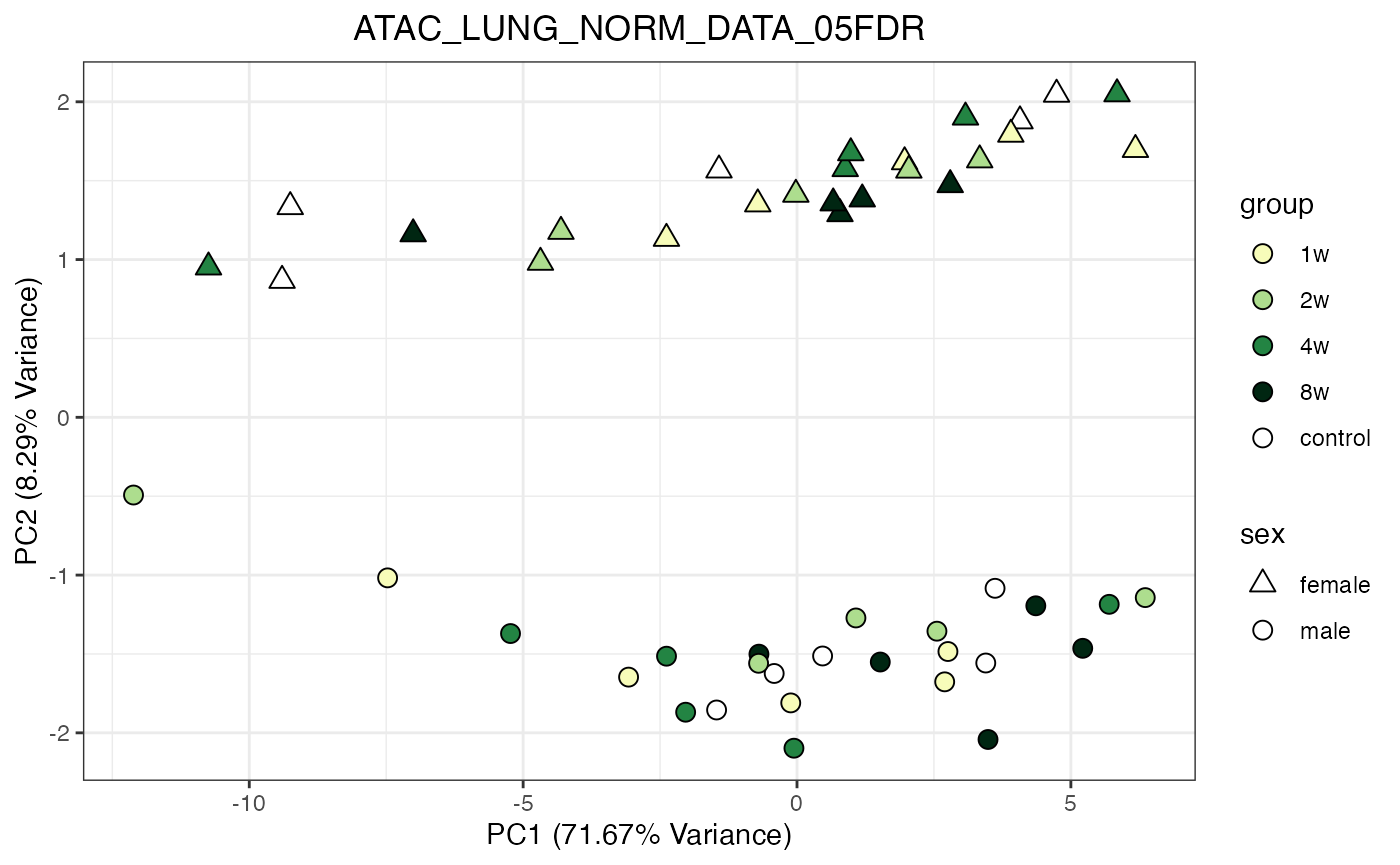 ATAC_LUNG_NORM_DATA_05FDR
2
1
0
-1
-2
PC2 (8.29% Variance)
-10
-5
0
5
PC1 (71.67% Variance)
group
1w
2w
4w
8w
control
sex
female
male